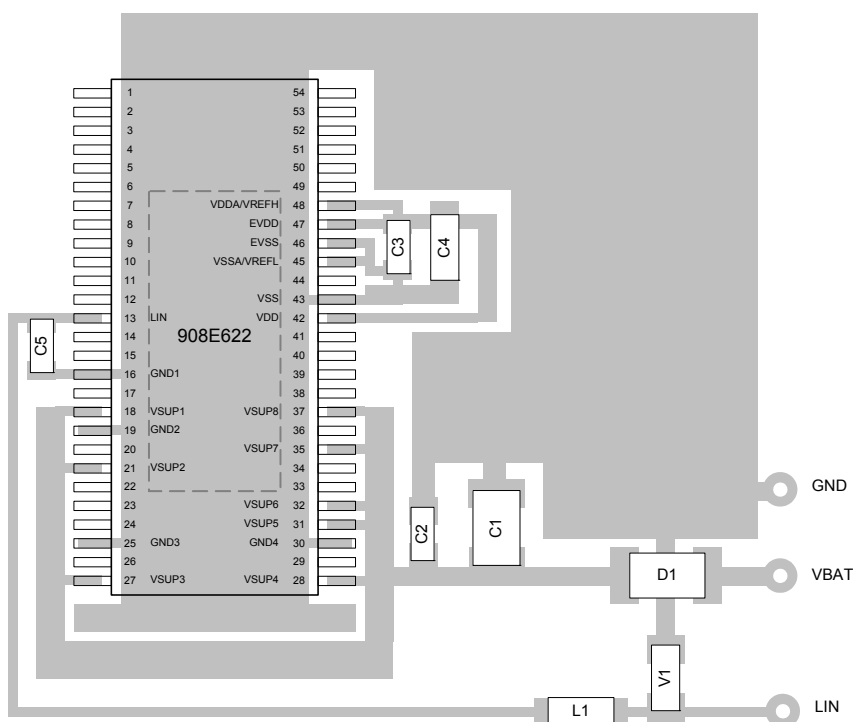 1 54
2 53
3 52
4 51
5 50
6 49
7 VDDA/VREFH 48
8 EVDD 47
9 EVSS 46
10 VSSA/VREFL 45
11 44
12 VSS 43
13 LIN VDD 42
14 908E622 41
15 40
16 GND1 39
17 38
18 VSUP1 VSUP8 37
19 GND2 36
20 VSUP7 35
21 VSUP2 34
22 33
23 VSUP6 32
24 VSUP5 31
25 GND3 GND4 30
26 29
27 VSUP3 VSUP4 28
C3
C4
C5
C2
C1
GND
D1
VBAT
V1
L1
LIN